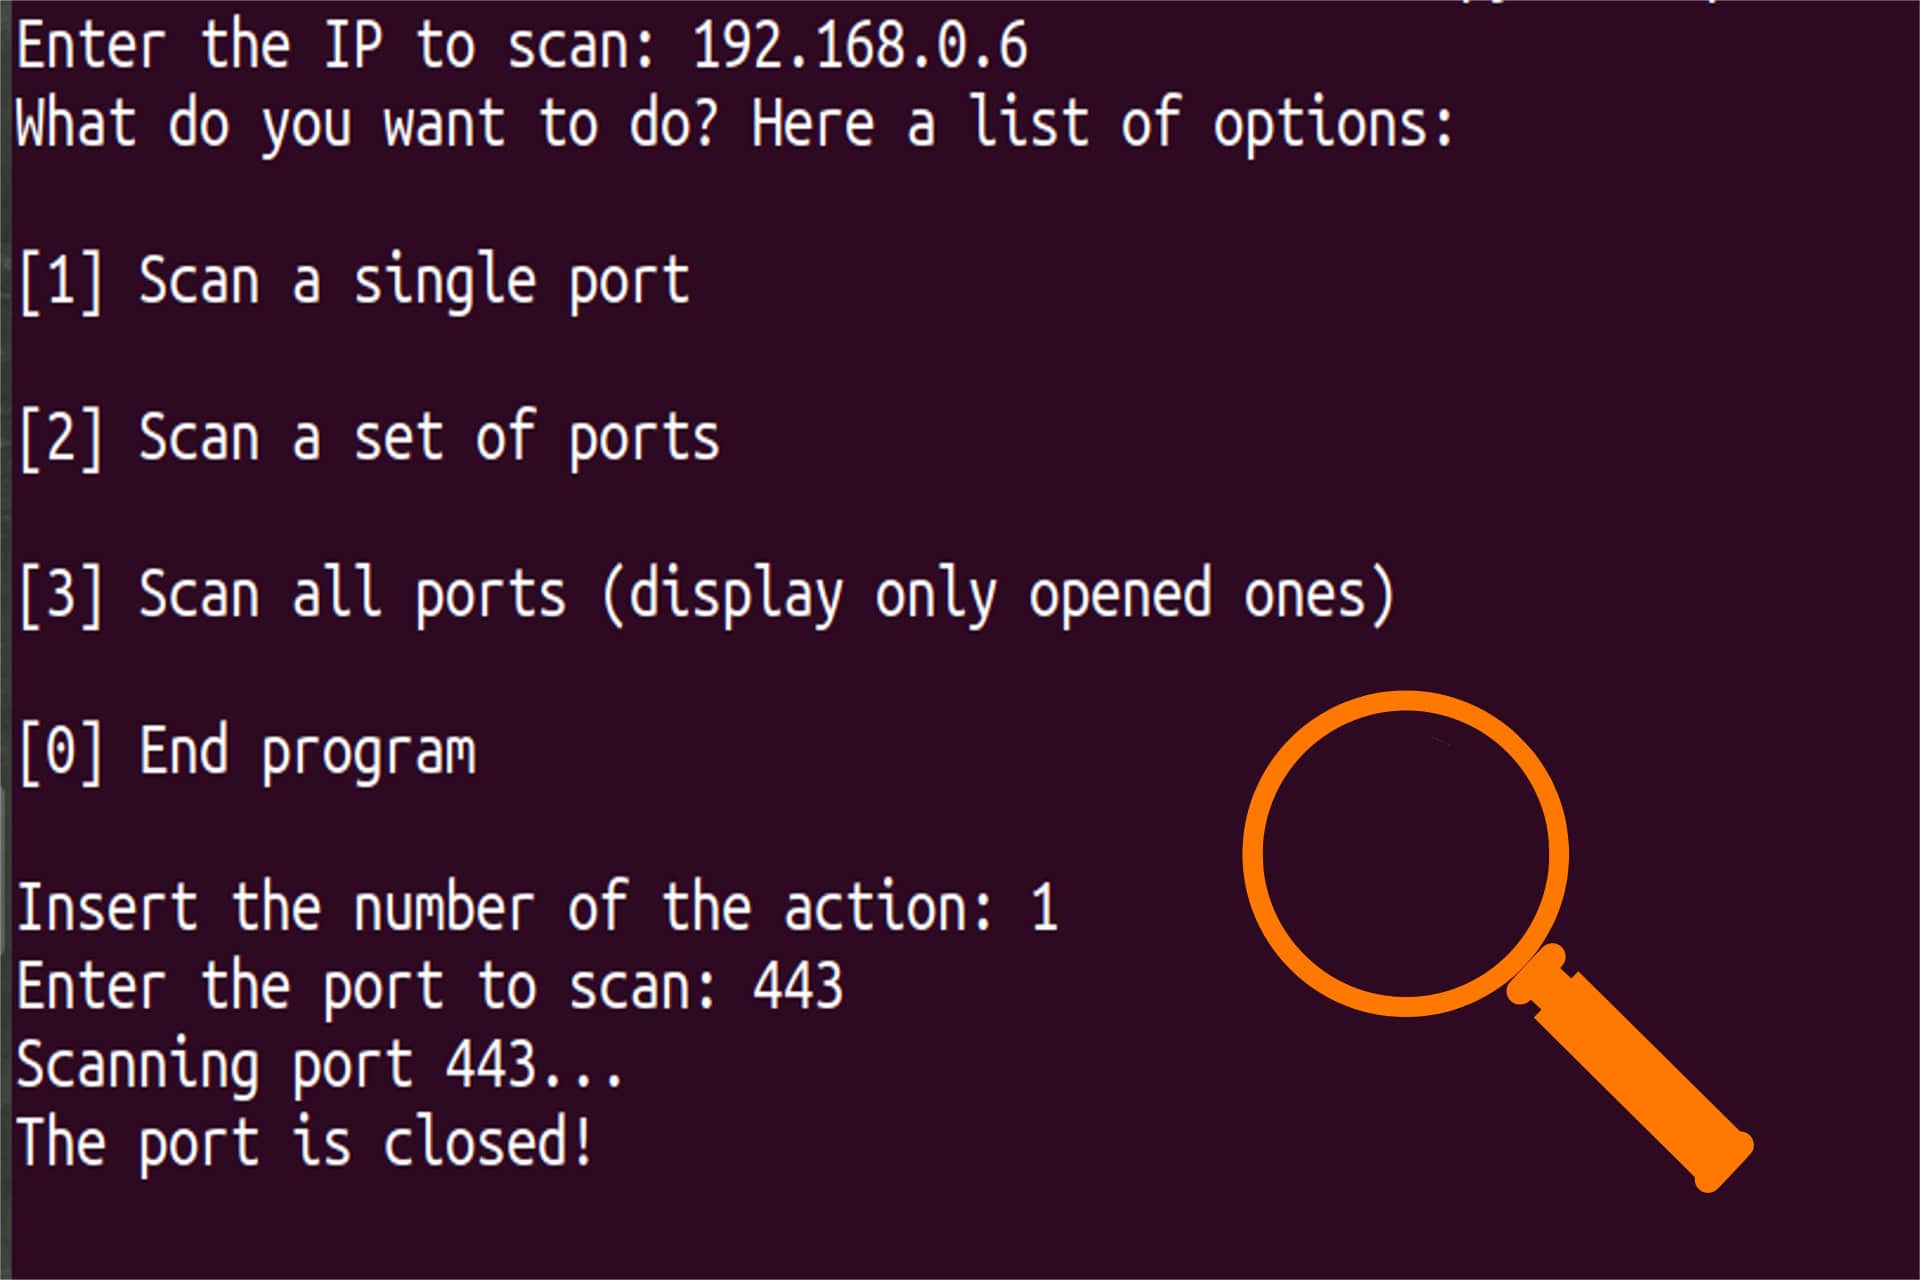 Enter the IP to scan: 192.168.0.6
What do you want to do? Here a list of options:
[1] Scan a single port
[2] Scan a set of ports
[3] Scan all ports (display only opened ones)
[0] End program
Insert the number of the action: 1
Enter the port to scan: 443
Scanning port 443...
The port is closed!